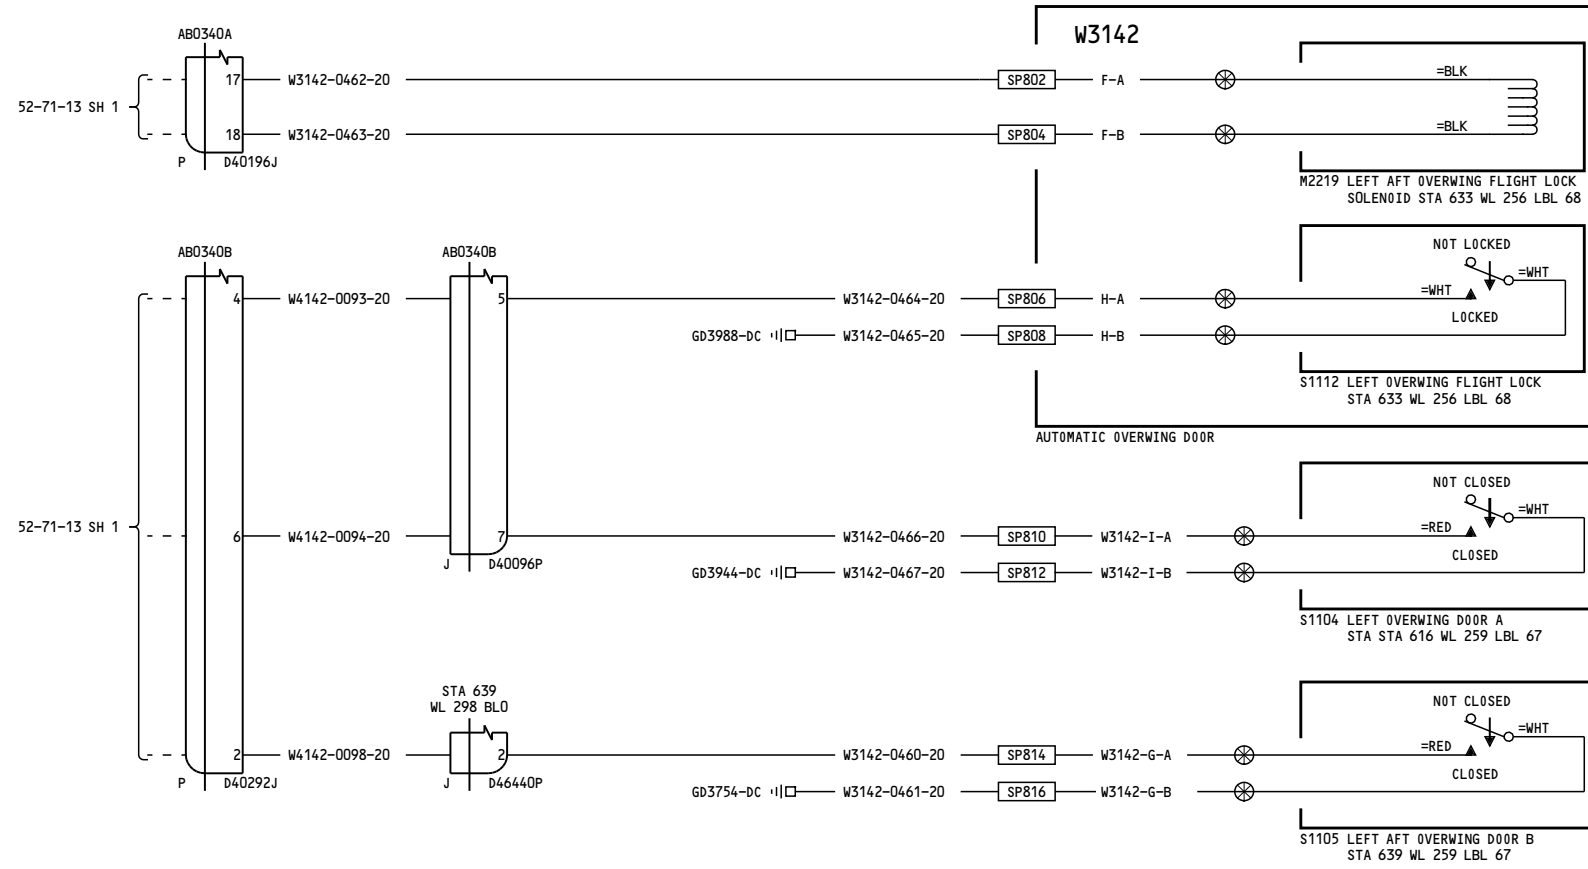 AB0340A
W3142
17 W3142-0462-20 SP802 F-A =BLK
52-71-13 SH 1
18 W3142-0463-20 SP804 F-B =BLK
P D40196J
M2219 LEFT AFT OVERWING FLIGHT LOCK
SOLENOID STA 633 WL 256 LBL 68
AB0340B AB0340B
NOT LOCKED
=WHT
4 W4142-0093-20 5 W3142-0464-20 SP806 H-A =WHT
LOCKED
GD3988-DC W3142-0465-20 SP808 H-B
S1112 LEFT OVERWING FLIGHT LOCK
STA 633 WL 256 LBL 68
AUTOMATIC OVERWING DOOR
NOT CLOSED
=WHT
52-71-13 SH 1
6 W4142-0094-20 7 W3142-0466-20 SP810 W3142-I-A =RED
CLOSED
J D40096P
GD3944-DC W3142-0467-20 SP812 W3142-I-B
S1104 LEFT OVERWING DOOR A
STA STA 616 WL 259 LBL 67
STA 639
WL 298 BL0
NOT CLOSED
=WHT
2 W4142-0098-20 2 W3142-0460-20 SP814 W3142-G-A =RED
CLOSED
P D40292J J D46440P
GD3754-DC W3142-0461-20 SP816 W3142-G-B
S1105 LEFT AFT OVERWING DOOR B
STA 639 WL 259 LBL 67